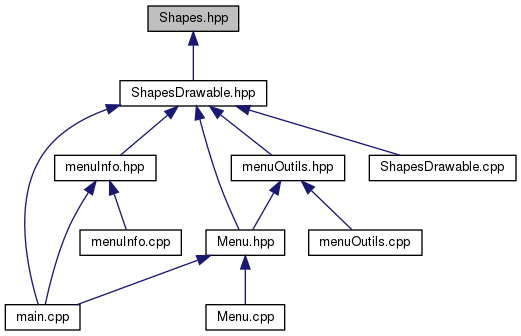 Shapes.hpp
ShapesDrawable.hpp
menuInfo.hpp
menuOutils.hpp
ShapesDrawable.cpp
menuInfo.cpp
Menu.hpp
menuOutils.cpp
main.cpp
Menu.cpp